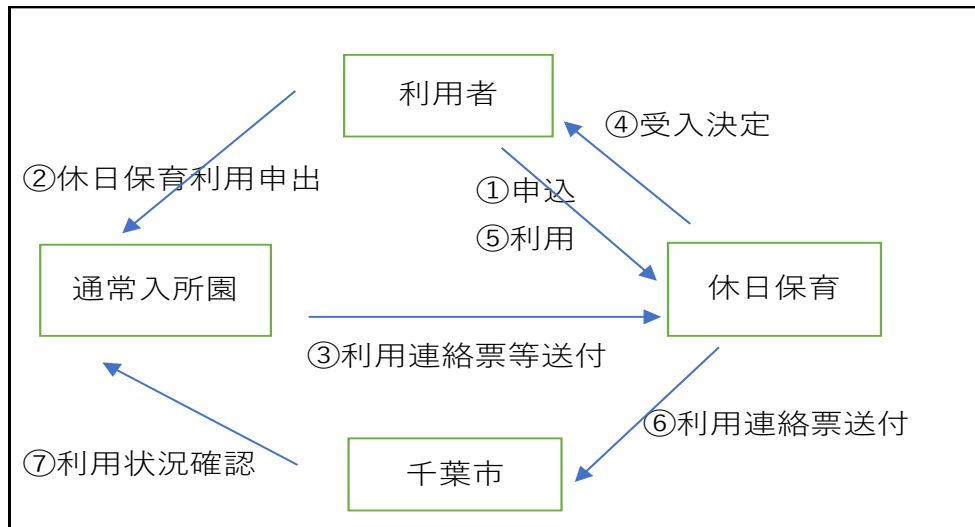 利用者
④受入決定
②休日保育利用申出
①申込
⑤利用
通常入所園
休日保育
③利用連絡票等送付
⑥利用連絡票送付
⑦利用状況確認
千葉市